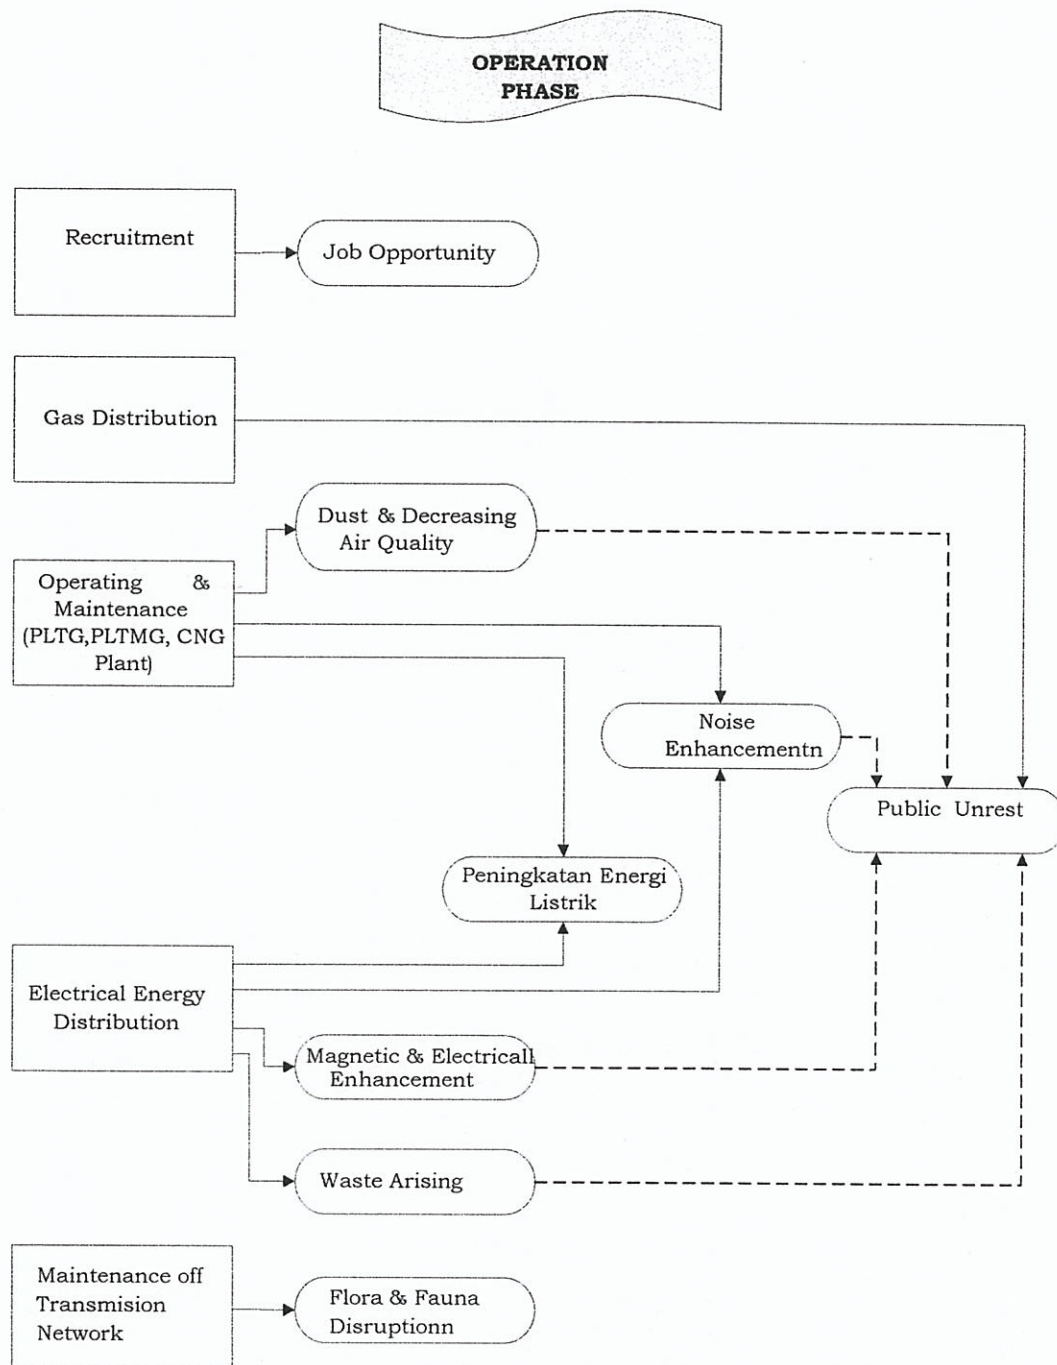 OPERATION
PHASE
Recruitment
Job Opportunity
Gas Distribution
Dust & Decreasing
Air Quality
Operating &
Maintenance
(PLTG,PLTMG, CNG
Plant)
Noise
Enhancementn
Public Unrest
Peningkatan Energi
Listrik
Electrical Energy
Distribution
Magnetic & Electricall
Enhancement
Waste Arising
Maintenance off
Transmision
Network
Flora & Fauna
Disruptionn